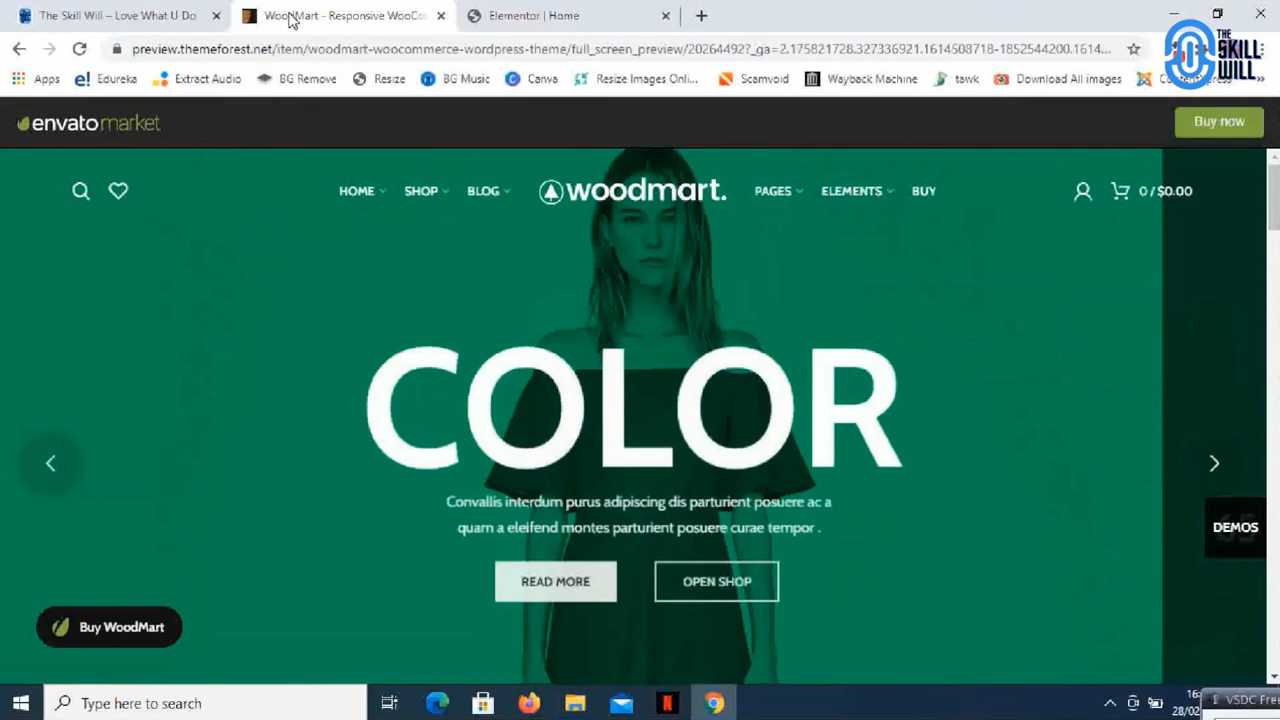 The Skill Will – Love What U Do
WoodMart - Responsive WooCo
Elementor | Home
preview.themeforest.net/item/woodmart-woocommerce-wordpress-theme/full_screen_preview/20264492?_ga=2.175821728.327336921.1614508718-1852544200.1614...
THE SKILL WILL
Apps
Edureka
Extract Audio
BG Remove
Resize
BG Music
Canva
Resize Images Onli...
Scamvoid
Wayback Machine
tawk
Download All images
envatomarket
Buy now
HOME
SHOP
BLOG
woodmart.
PAGES
ELEMENTS
BUY
0 / $0.00
COLOR
Convallis interdum purus adipiscing dis parturient posuere ac a
quam a eleifend montes parturient posuere curae tempor .
DEMOS
READ MORE
OPEN SHOP
Buy WoodMart
Type here to search
16
28/02
VSDC Free